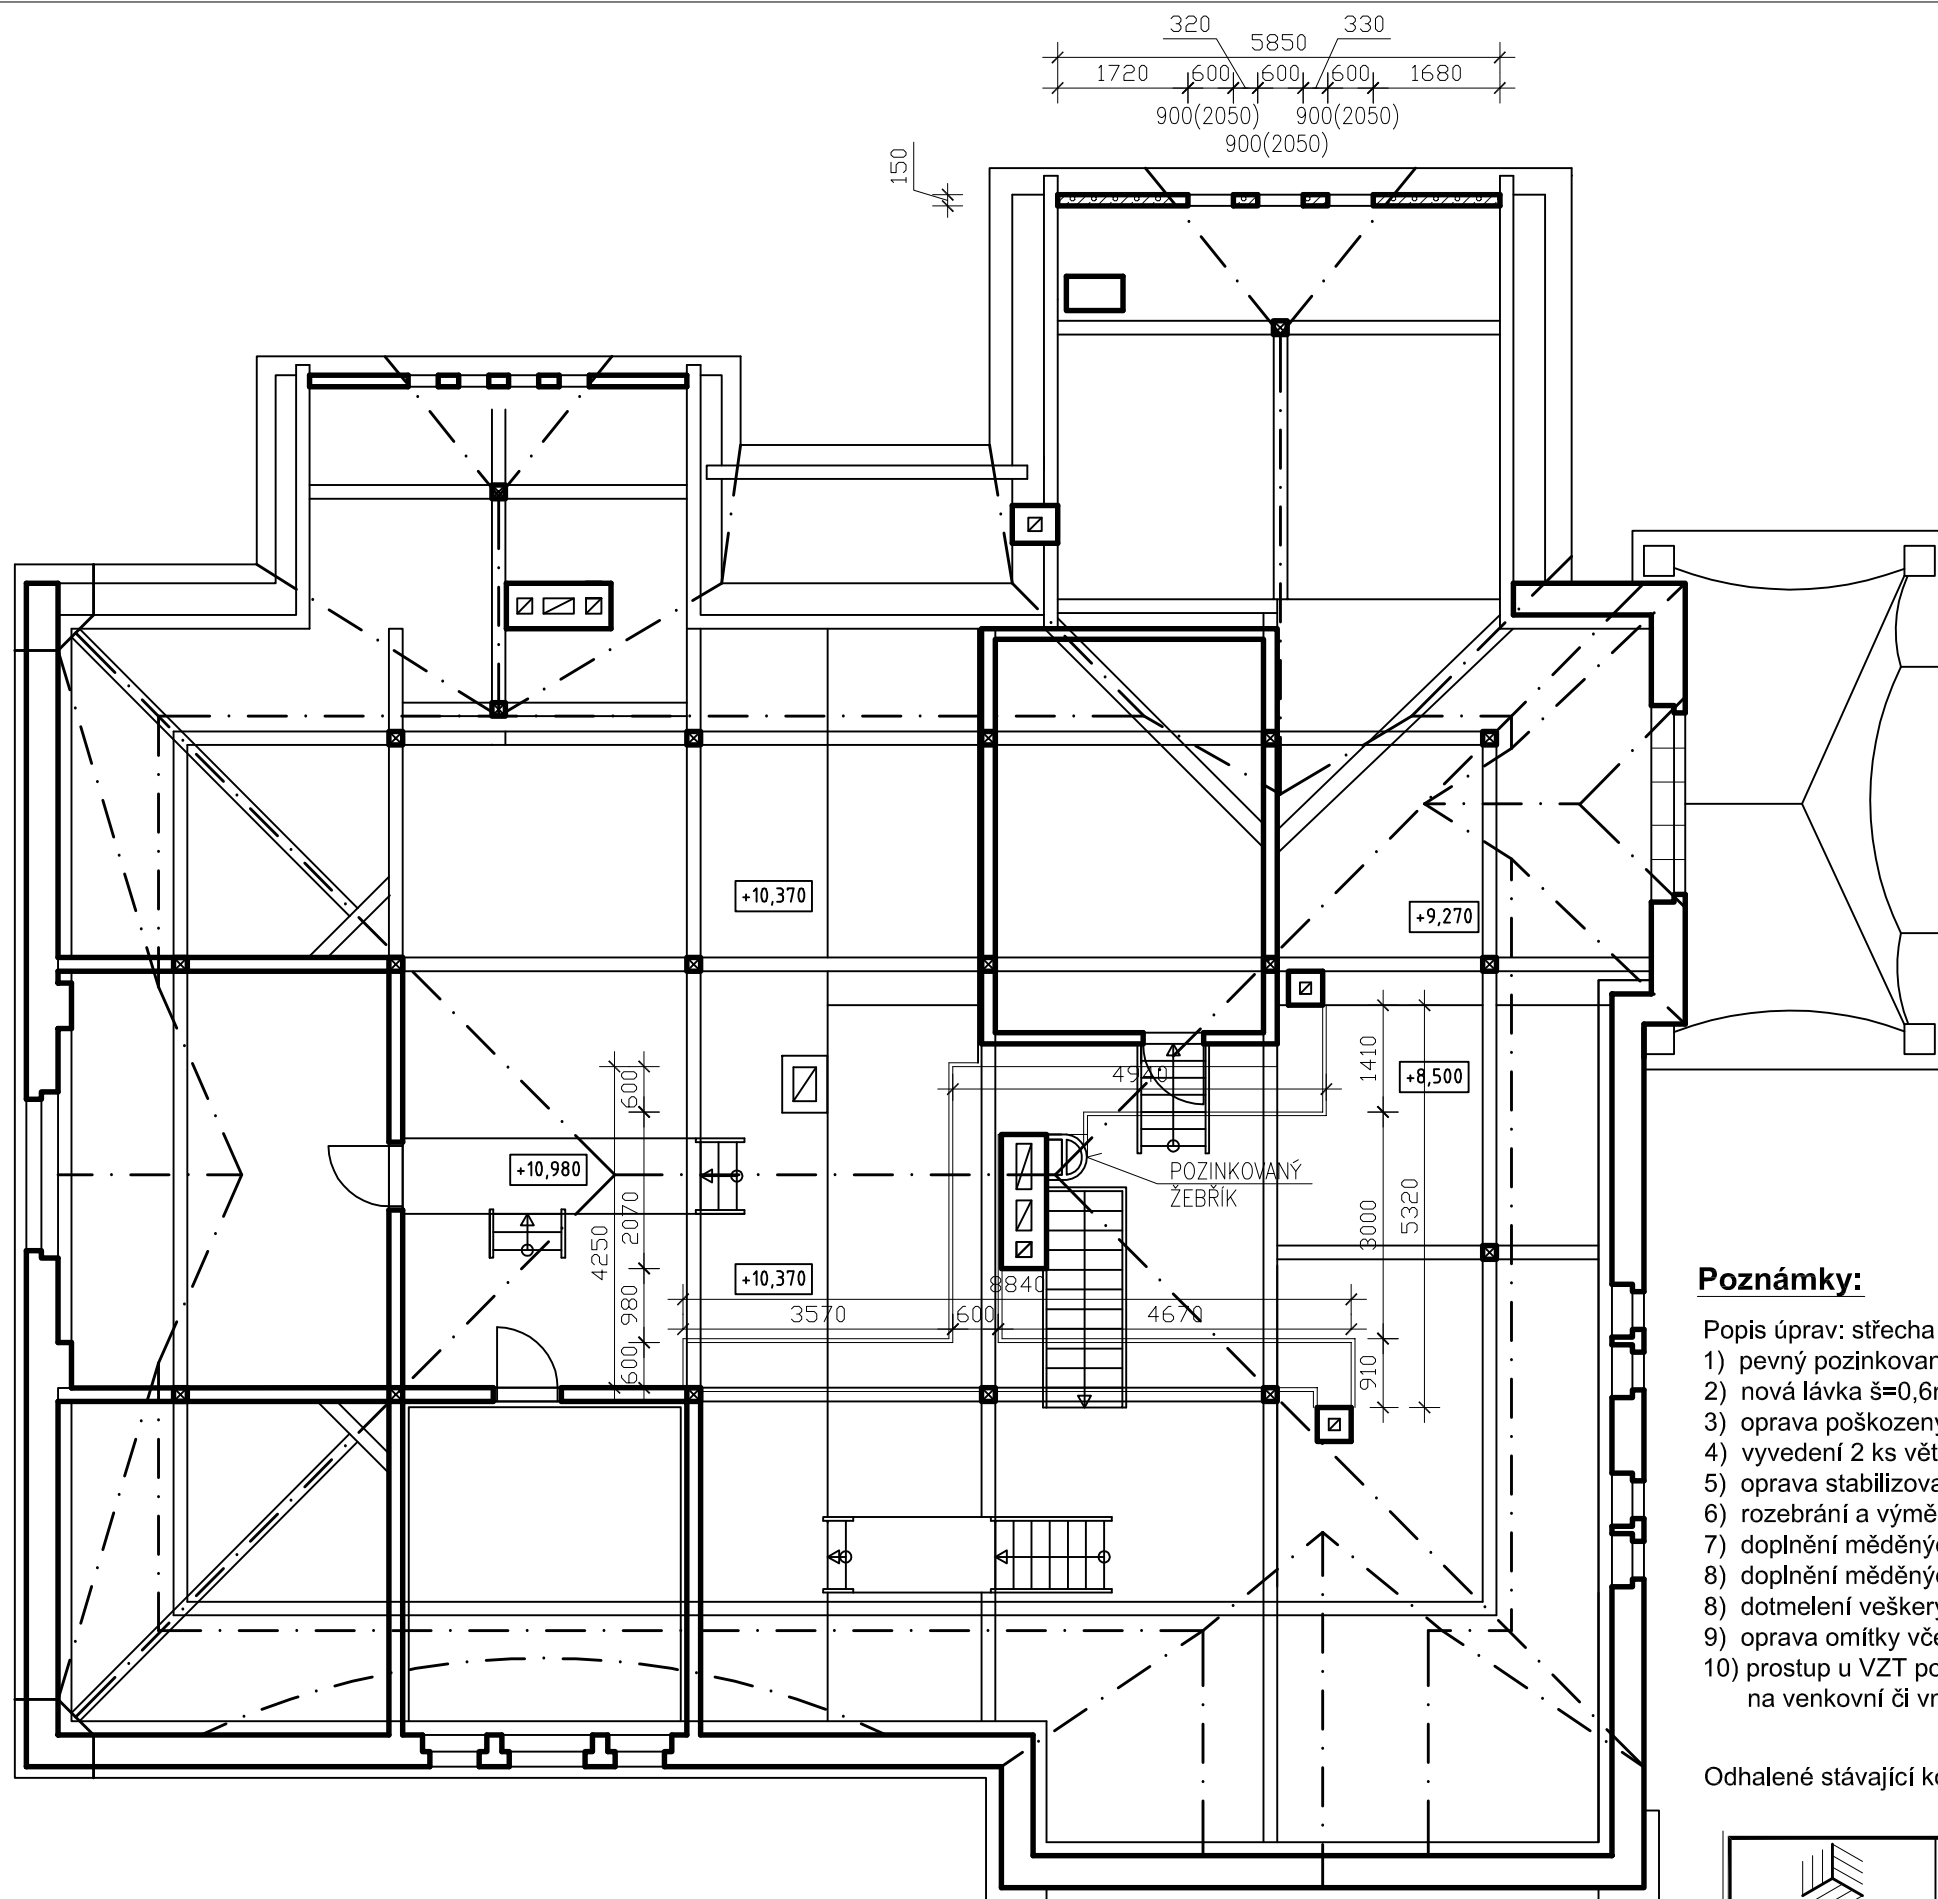 320
330
5850
1720
600
600
600
1680
900(2050)
900(2050)
900(2050)
150
+10,370
+9,270
4940
1410
+8,500
600
+10,980
POZINKOVANÝ
ŽEBŘÍK
2070
4250
3000
5320
+10,370
8840
980
3570
600
4670
600
910
Poznámky:
Popis úprav: střecha
1) pevný pozinkovan
2) nová lávka š=0,6
3) oprava poškozen
4) vyvedení 2 ks vět
5) oprava stabilizova
6) rozebrání a výmě
7) doplnění měděnýc
8) doplnění měděnýc
8) dotmelení veškerý
9) oprava omítky vče
10) prostup u VZT po
na venkovní či vn
Odhalené stávající ko